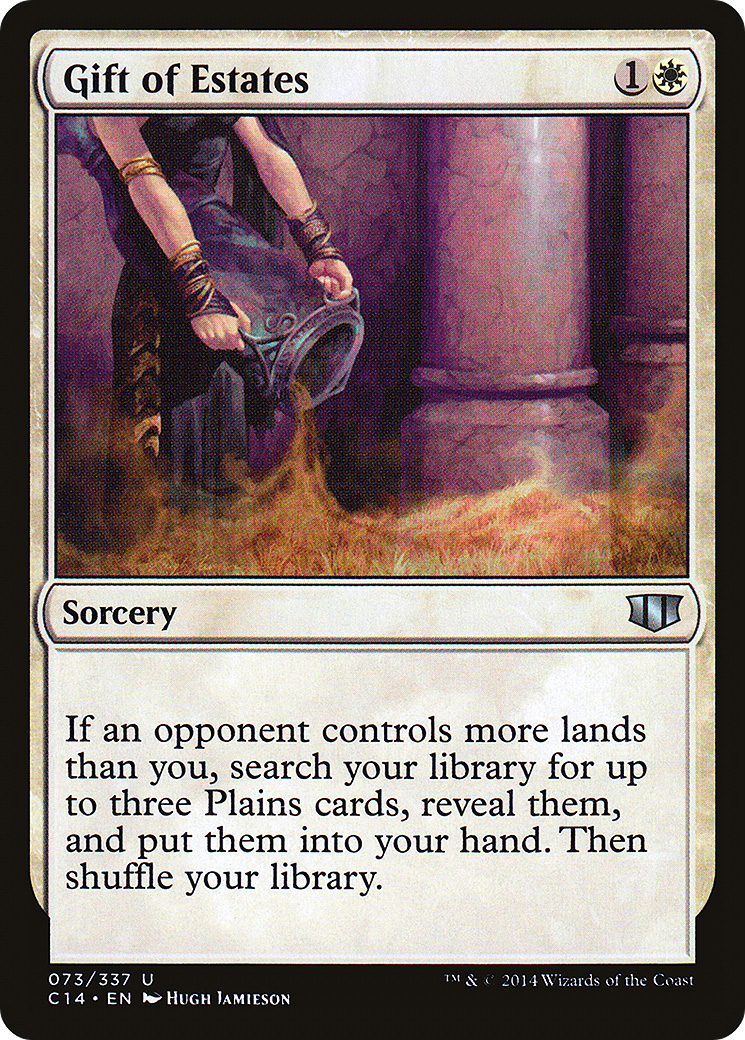 Gift of Estates 1
Sorcery
If an opponent controls more lands
than you, search your library for up
to three Plains cards, reveal them,
and put them into your hand. Then
shuffle your library.
073/337 U
™ & © 2014 Wizards of the Coast
C14 • EN Hugh Jamieson